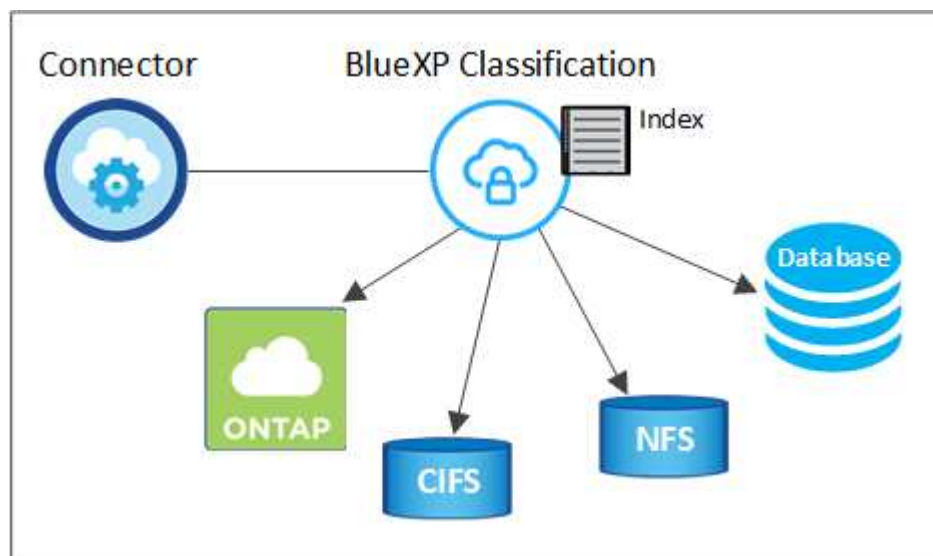 Connector
BlueXP Classification
Index
Database
ONTAP
NFS
CIFS